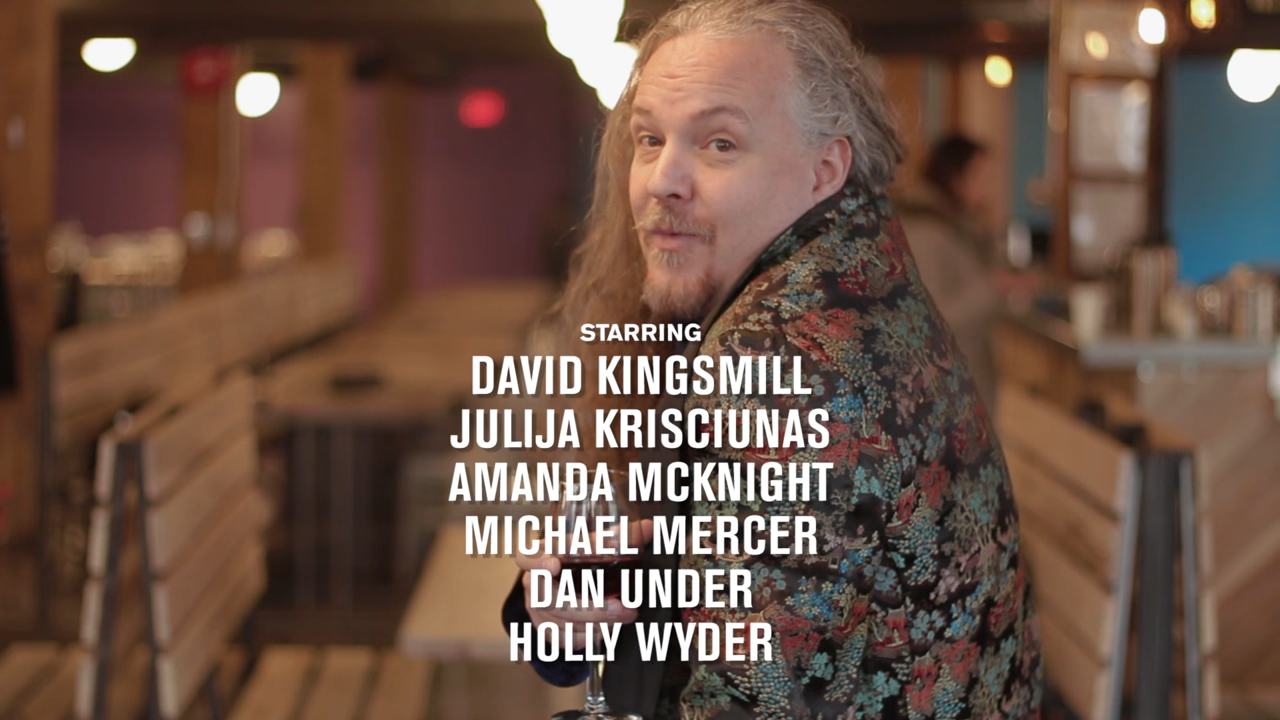 STARRING
DAVID KINGSMILL
JULIJA KRISCIUNAS
AMANDA MCKNIGHT
MICHAEL MERCER
DAN UNDER
HOLLY WYDER